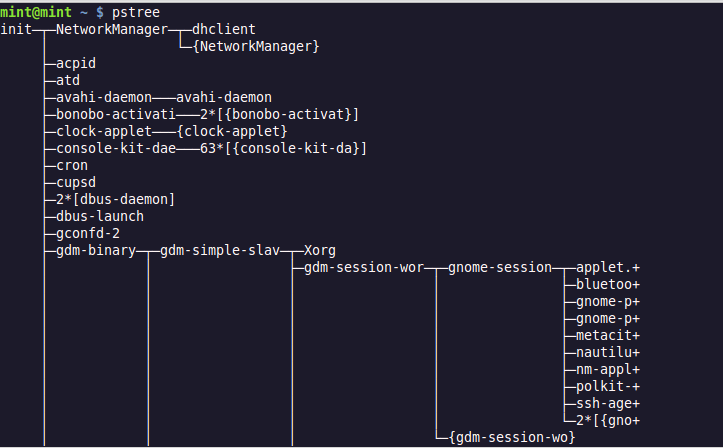 mint@mint ~ $ pstree
init─┬─NetworkManager─┬─dhclient
     │                └─{NetworkManager}
     ├─acpid
     ├─atd
     ├─avahi-daemon───avahi-daemon
     ├─bonobo-activati───2*[{bonobo-activat}]
     ├─clock-applet───{clock-applet}
     ├─console-kit-dae───63*[{console-kit-da}]
     ├─cron
     ├─cupsd
     ├─2*[dbus-daemon]
     ├─dbus-launch
     ├─gconfd-2
     ├─gdm-binary─┬─gdm-simple-slav─┬─Xorg
     │            │                 ├─gdm-session-wor─┬─gnome-session─┬─applet.+
     │            │                 │                 │               ├─bluetoo+
     │            │                 │                 │               ├─gnome-p+
     │            │                 │                 │               ├─gnome-p+
     │            │                 │                 │               ├─metacit+
     │            │                 │                 │               ├─nautilu+
     │            │                 │                 │               ├─nm-appl+
     │            │                 │                 │               ├─polkit-+
     │            │                 │                 │               ├─ssh-age+
     │            │                 │                 │               └─2*[{gno+
     │            │                 │                 └─{gdm-session-wo}